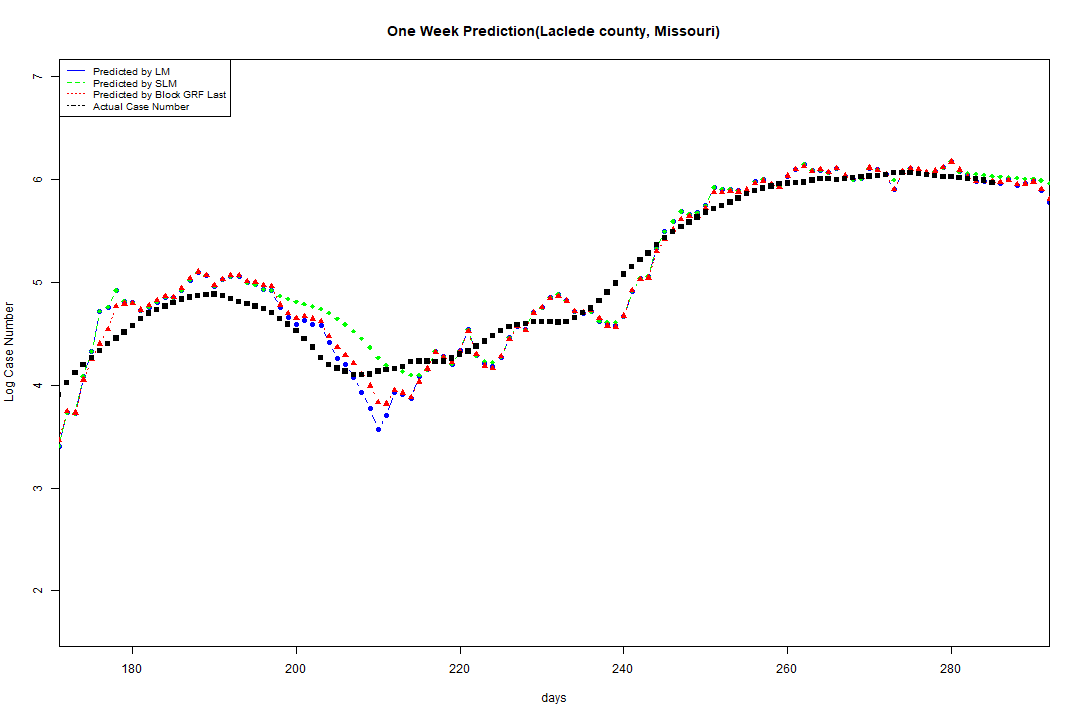 One Week Prediction(Laclede county, Missouri)
Predicted by LM
Predicted by SLM
Predicted by Block GRF Last
Actual Case Number
7
6
5
4
3
2
Log Case Number
180 200 220 240 260 280
days